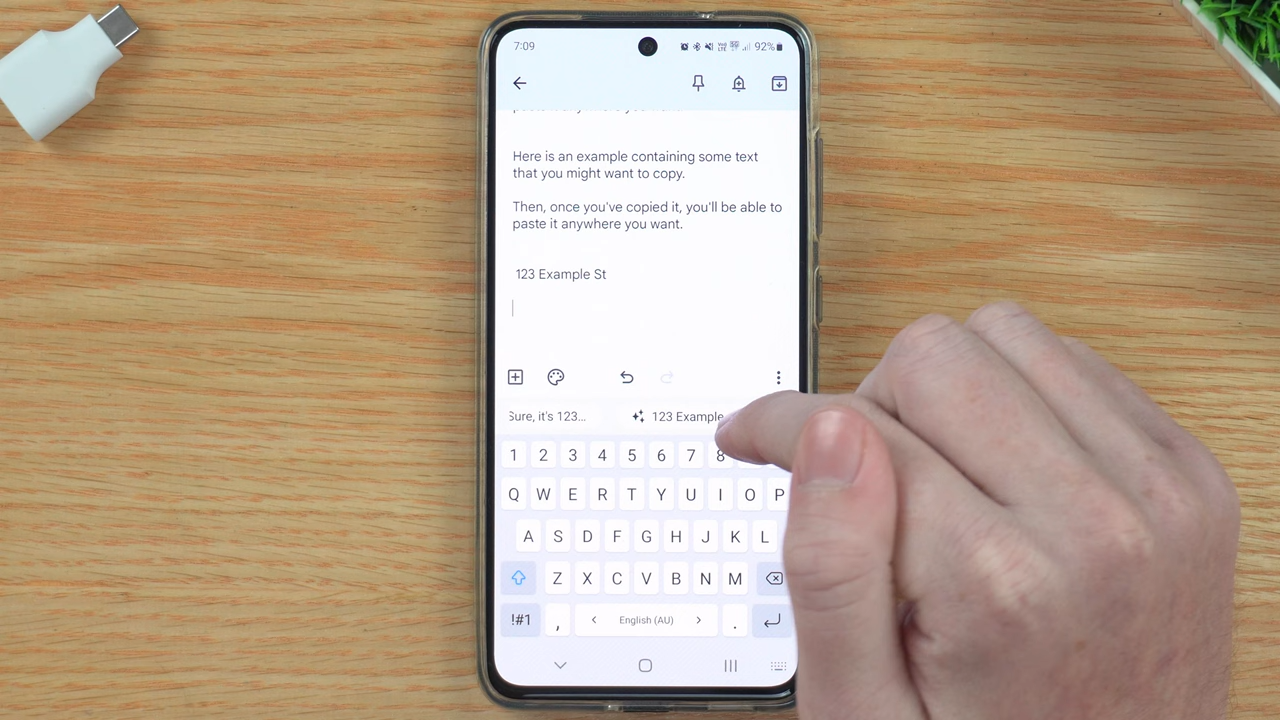 7:09
92%
Here is an example containing some text
that you might want to copy.
Then, once you've copied it, you'll be able to
paste it anywhere you want.
123 Example St
Sure, it's 123...
123 Example
1 2 3 4 5 6 7 8
Q W E R T Y U I O P
A S D F G H J K L
Z X C V B N M
!#1 , < English (AU) > .